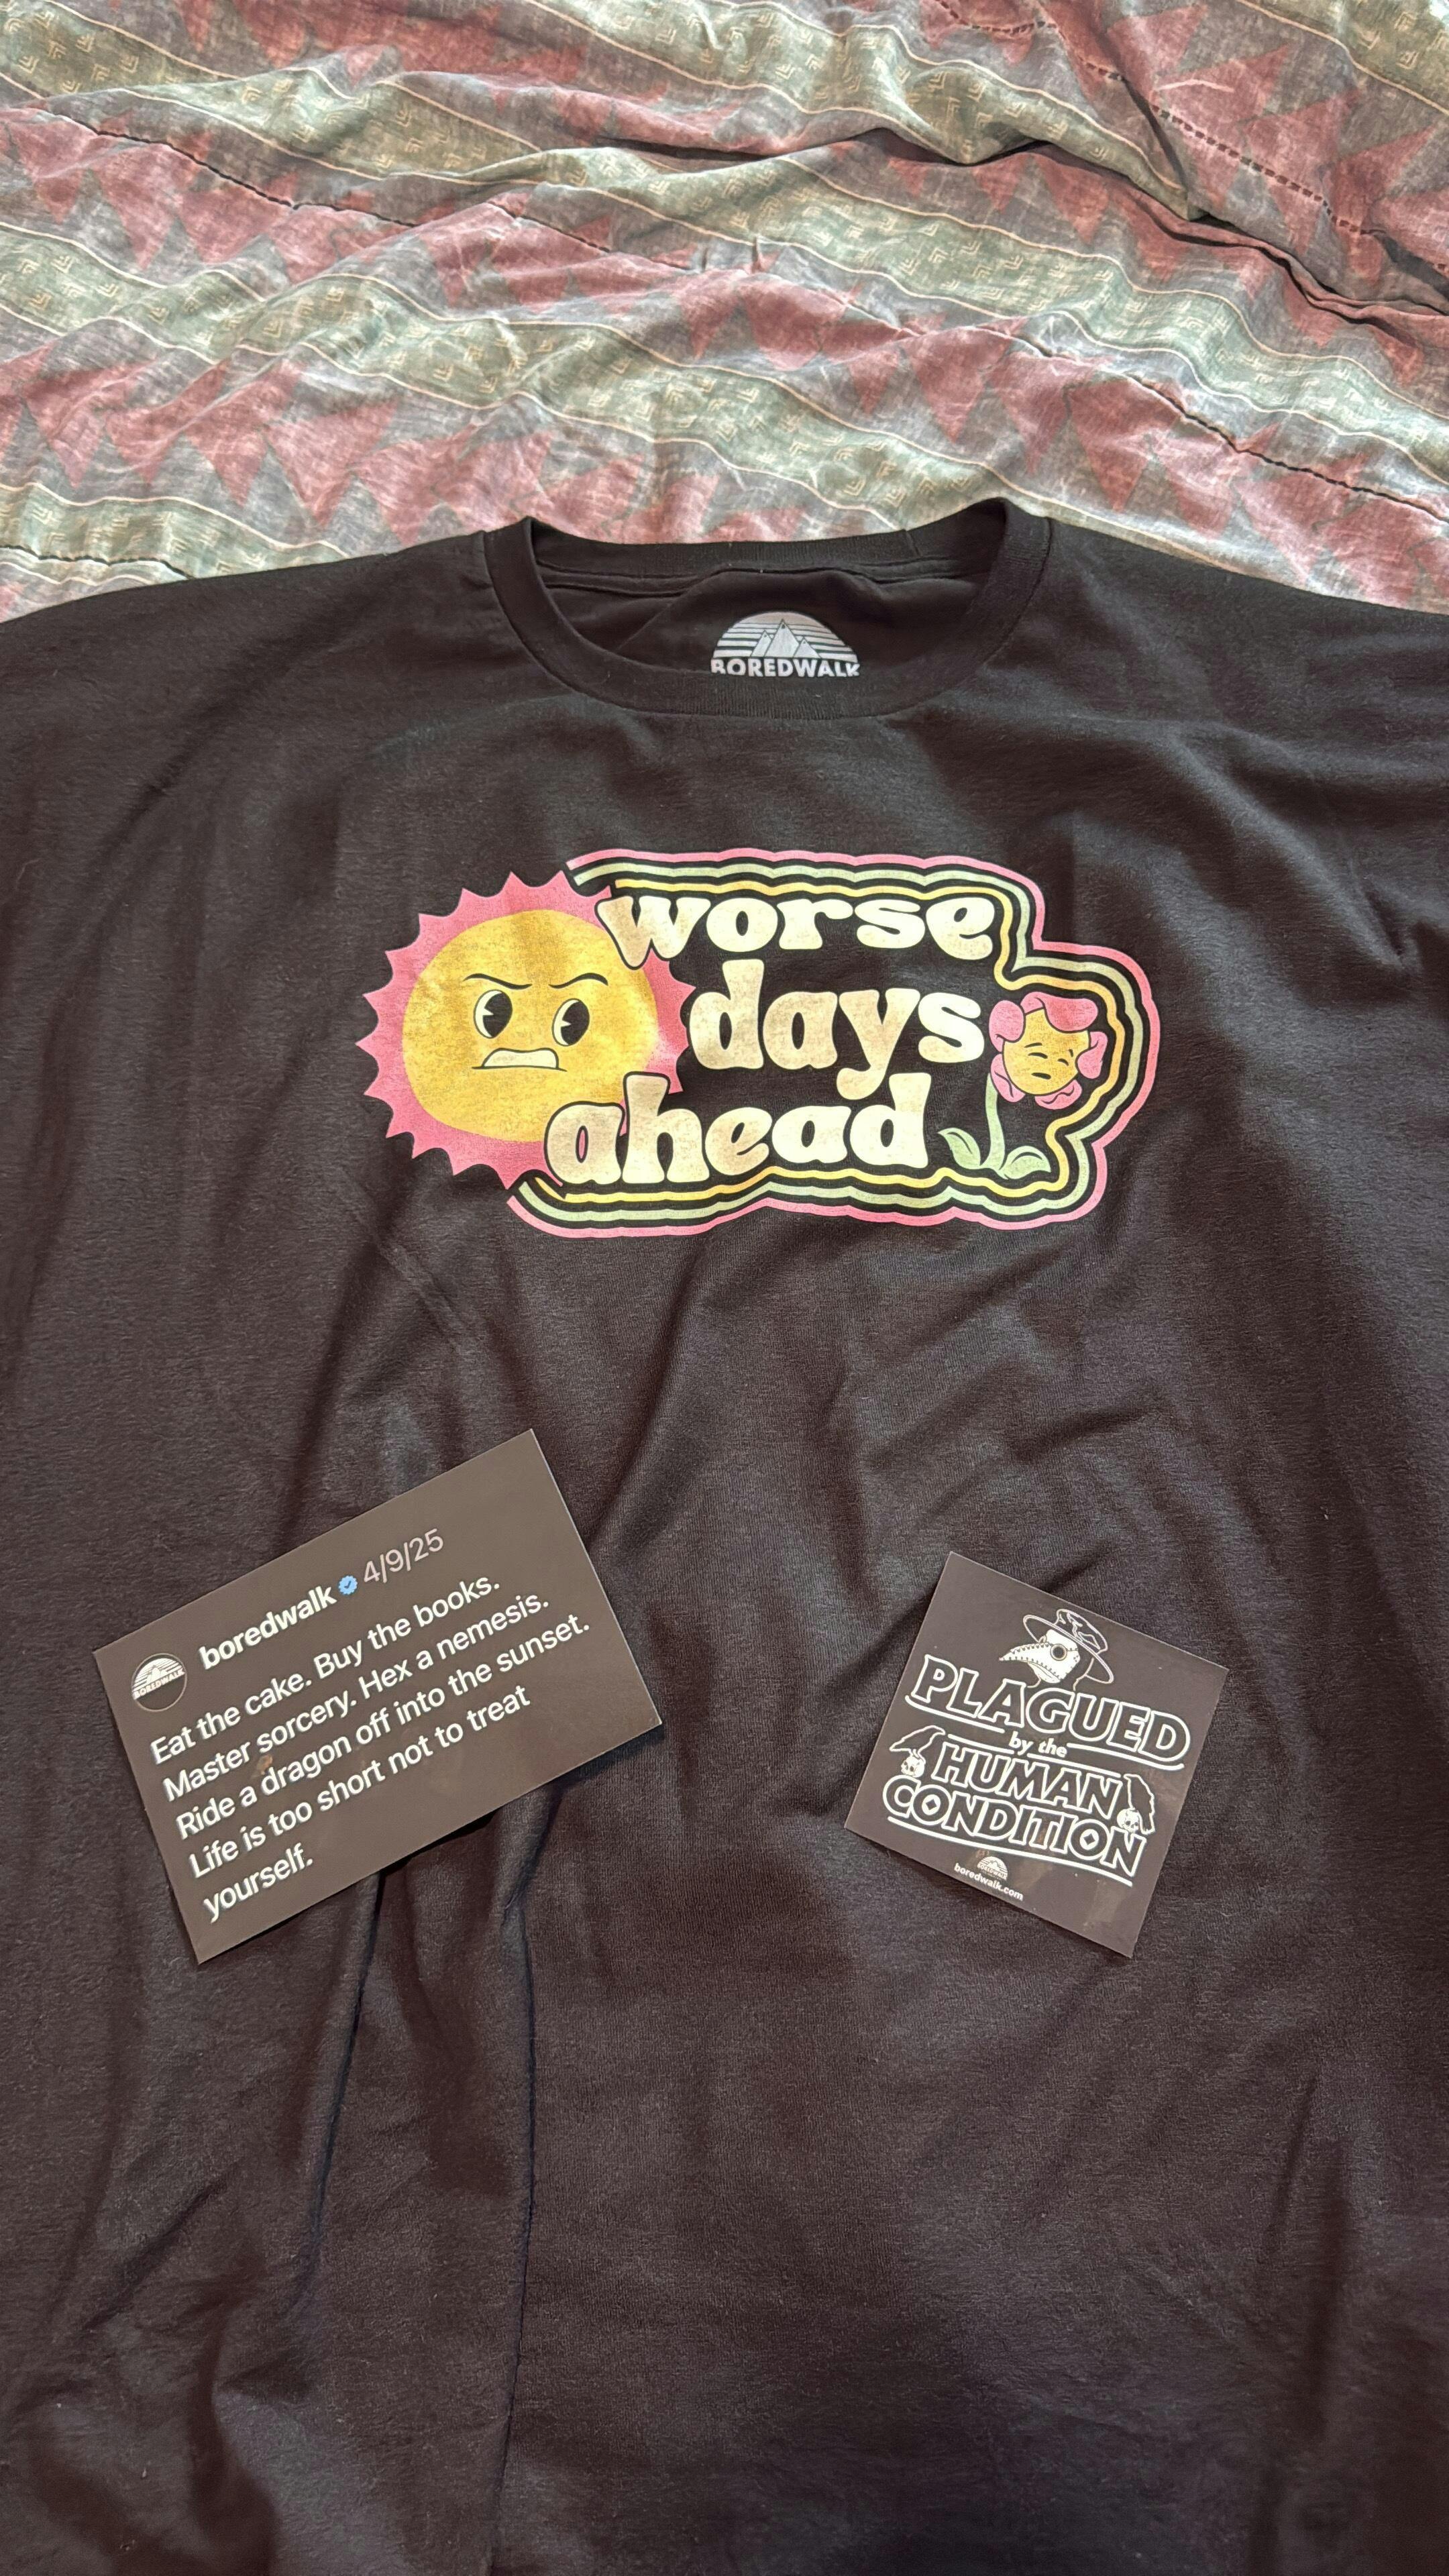 BOREDWALK
worse
days
ahead
boredwalk 4/9/25
BOREDWALK
Eat the cake. Buy the books.
Master sorcery. Hex a nemesis.
Ride a dragon off into the sunset.
Life is too short not to treat
yourself.
PLAGUED
by the
HUMAN
CONDITION
BOREDWALK
boredwalk.com